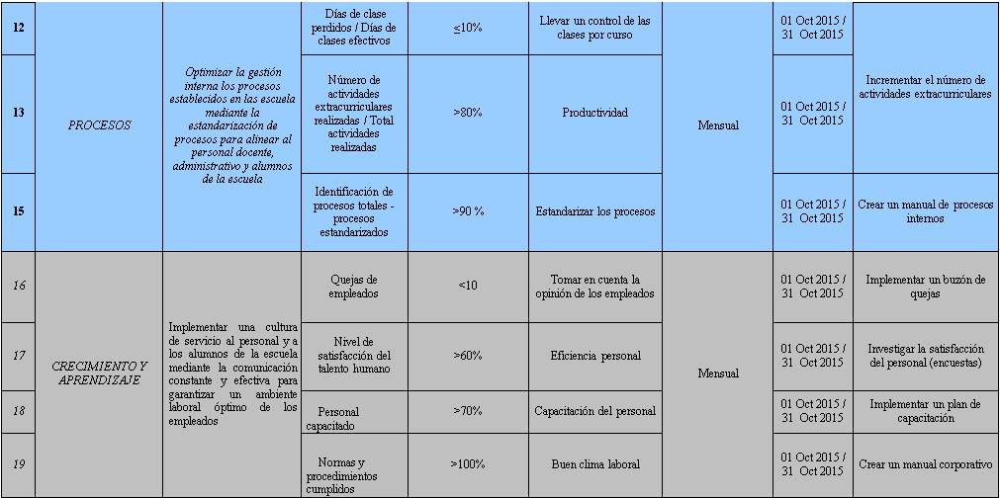 12
PROCESOS
Optimizar la gestión
interna los procesos
establecidos en las escuela
mediante la
estandarización de
procesos para alinear al
personal docente,
administrativo y alumnos
de la escuela
Días de clase
perdidos / Días de
clases efectivos
≤10%
Llevar un control de las
clases por curso
Mensual
01 Oct 2015 /
31 Oct 2015
Incrementar el número de
actividades extracurriculares
13
Número de
actividades
extracurriculares
realizadas / Total
actividades
realizadas
>80%
Productividad
01 Oct 2015 /
31 Oct 2015
15
Identificación de
procesos totales -
procesos
estandarizados
>90 %
Estandarizar los procesos
01 Oct 2015 /
31 Oct 2015
Crear un manual de procesos
internos
16
CRECIMIENTO Y
APRENDIZAJE
Implementar una cultura
de servicio al personal y a
los alumnos de la escuela
mediante la comunicación
constante y efectiva para
garantizar un ambiente
laboral óptimo de los
empleados
Quejas de
empleados
<10
Tomar en cuenta la
opinión de los empleados
Mensual
01 Oct 2015 /
31 Oct 2015
Implementar un buzón de
quejas
17
Nivel de
satisfacción del
talento humano
>60%
Eficiencia personal
01 Oct 2015 /
31 Oct 2015
Investigar la satisfacción
del personal (encuestas)
18
Personal
capacitado
>70%
Capacitación del personal
01 Oct 2015 /
31 Oct 2015
Implementar un plan de
capacitación
19
Normas y
procedimientos
cumplidos
>100%
Buen clima laboral
01 Oct 2015 /
31 Oct 2015
Crear un manual corporativo